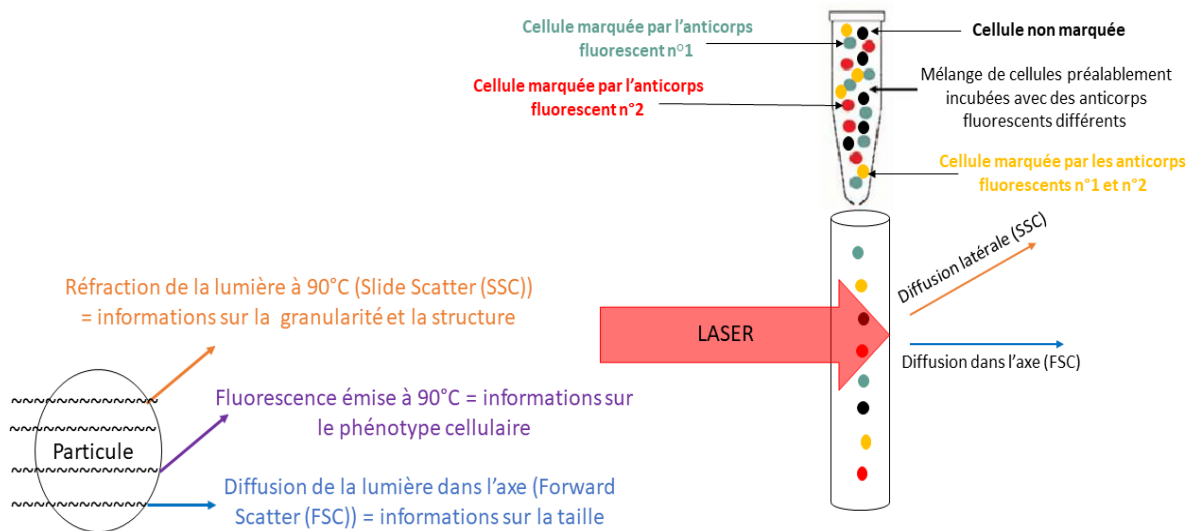 Cellule marquée par l'anticorps
fluorescent n°1
Cellule marquée par l'anticorps
fluorescent n°2
Cellule non marquée
Mélange de cellules préalablement
incubées avec des anticorps
fluorescents différents
Cellule marquée par les anticorps
fluorescents n°1 et n°2
Réfraction de la lumière à 90°C (Slide Scatter (SSC))
= informations sur la granularité et la structure
Fluorescence émise à 90°C = informations sur
le phénotype cellulaire
Particule
Diffusion de la lumière dans l'axe (Forward
Scatter (FSC)) = informations sur la taille
LASER
Diffusion latérale (SSC)
Diffusion dans l'axe (FSC)